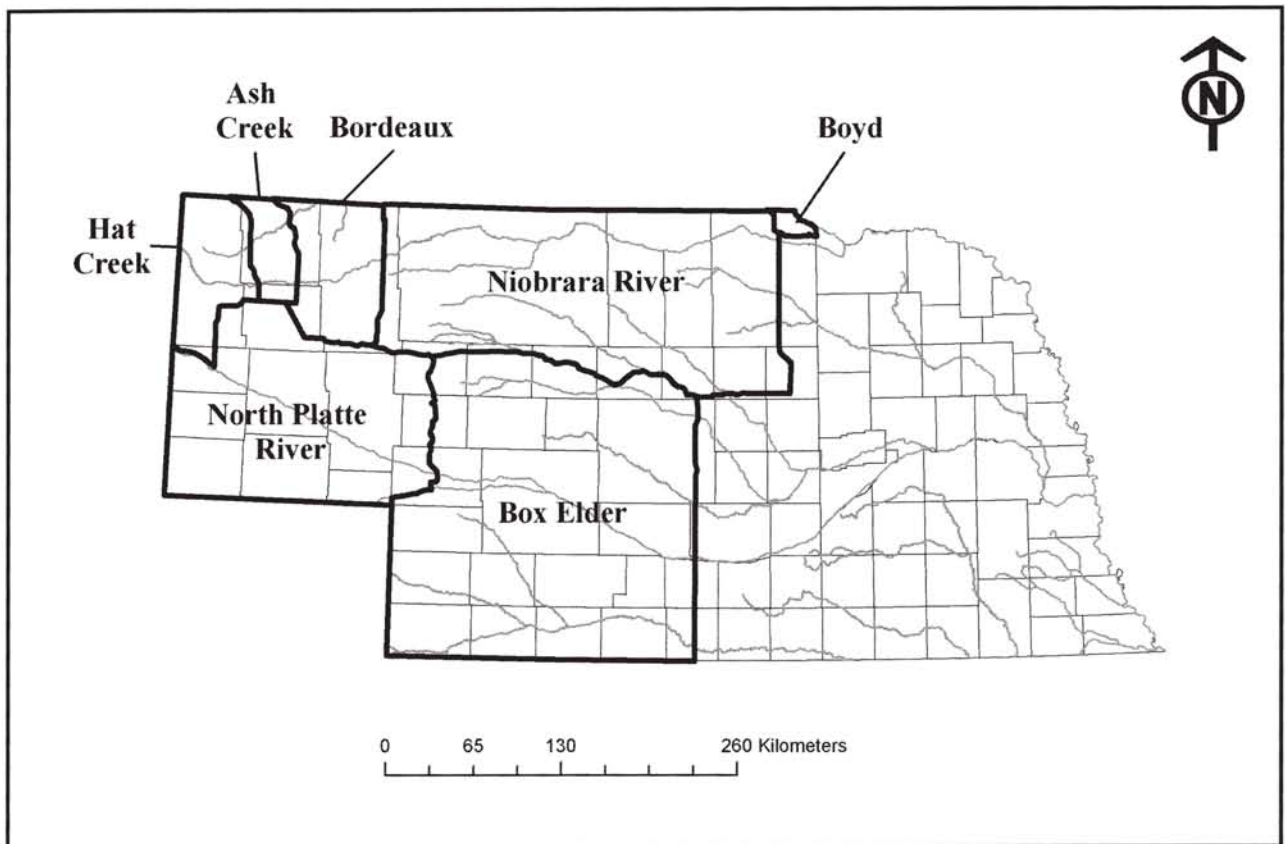 N
Ash
Creek
Bordeaux
Boyd
Hat
Creek
Niobrara River
North Platte
River
Box Elder
0 65 130 260 Kilometers